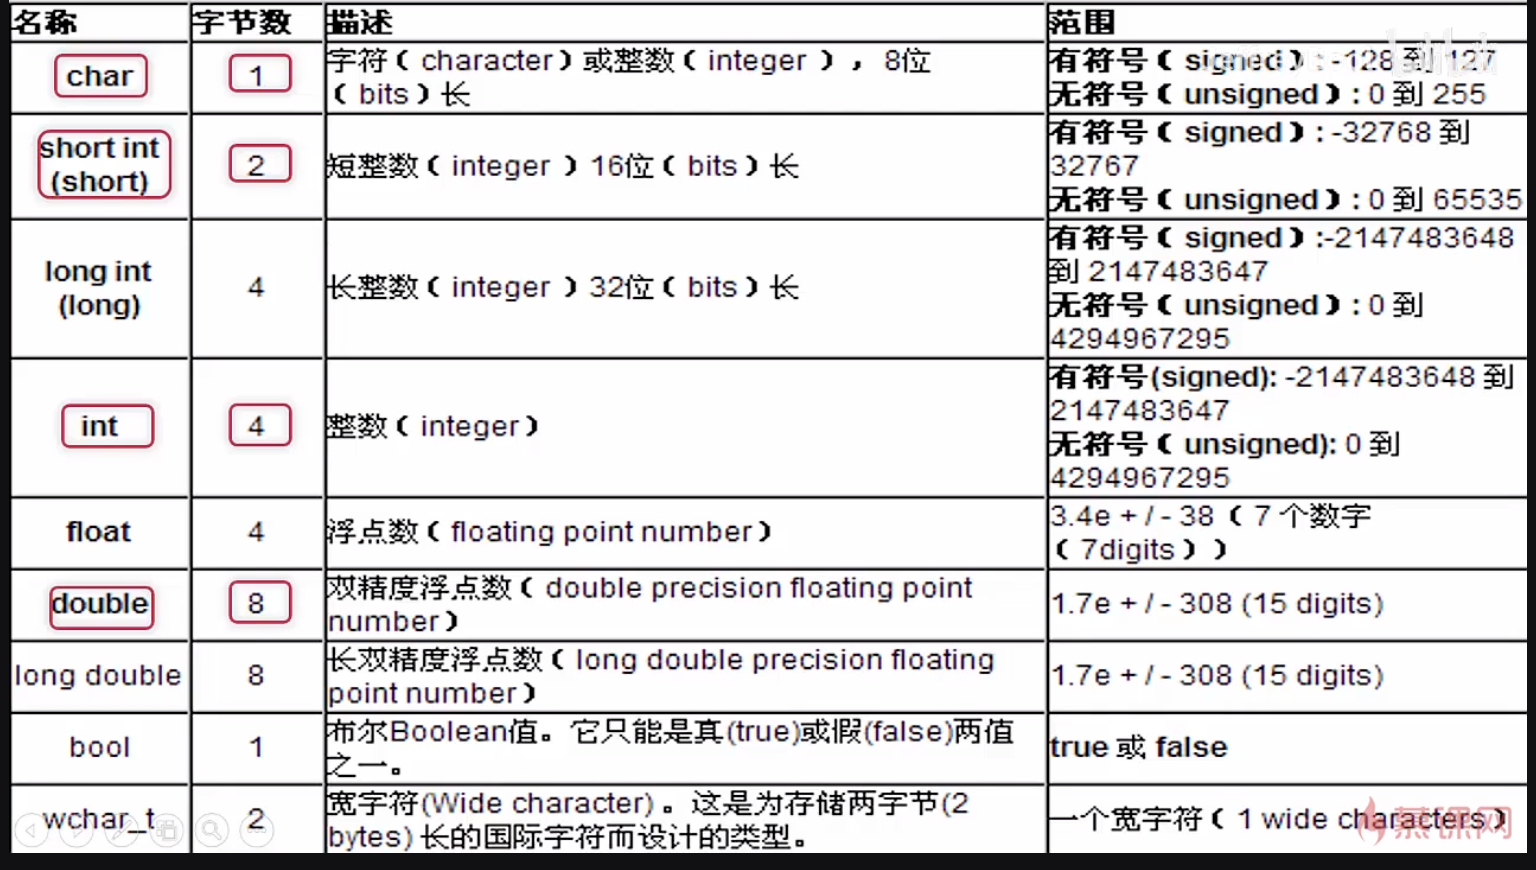 名称 字节数 描述 范围
char 1 字符（character）或整数（integer），8位
（bits）长
有符号（signed）: -128 到 127
无符号（unsigned）: 0 到 255
short int
(short)
2
短整数（integer）16位（bits）长
有符号（signed）: -32768 到
32767
无符号（unsigned）: 0 到 65535
long int
(long)
4
长整数（integer）32位（bits）长
有符号（signed）:-2147483648
到 2147483647
无符号（unsigned）: 0 到
4294967295
int
4
整数（integer）
有符号(signed): -2147483648 到
2147483647
无符号（unsigned): 0 到
4294967295
float
4
浮点数（floating point number）
3.4e + / - 38（7 个数字
（7digits））
double
8
双精度浮点数（double precision floating point
number）
1.7e + / - 308 (15 digits)
long double
8
长双精度浮点数（long double precision floating
point number）
1.7e + / - 308 (15 digits)
bool
1
布尔Boolean值。它只能是真(true)或假(false)两值
之一。
true 或 false
wchar_t
2
宽字符(Wide character)。这是为存储两字节(2
bytes) 长的国际字符而设计的类型。
一个宽字符（1 wide characters）
慕课网